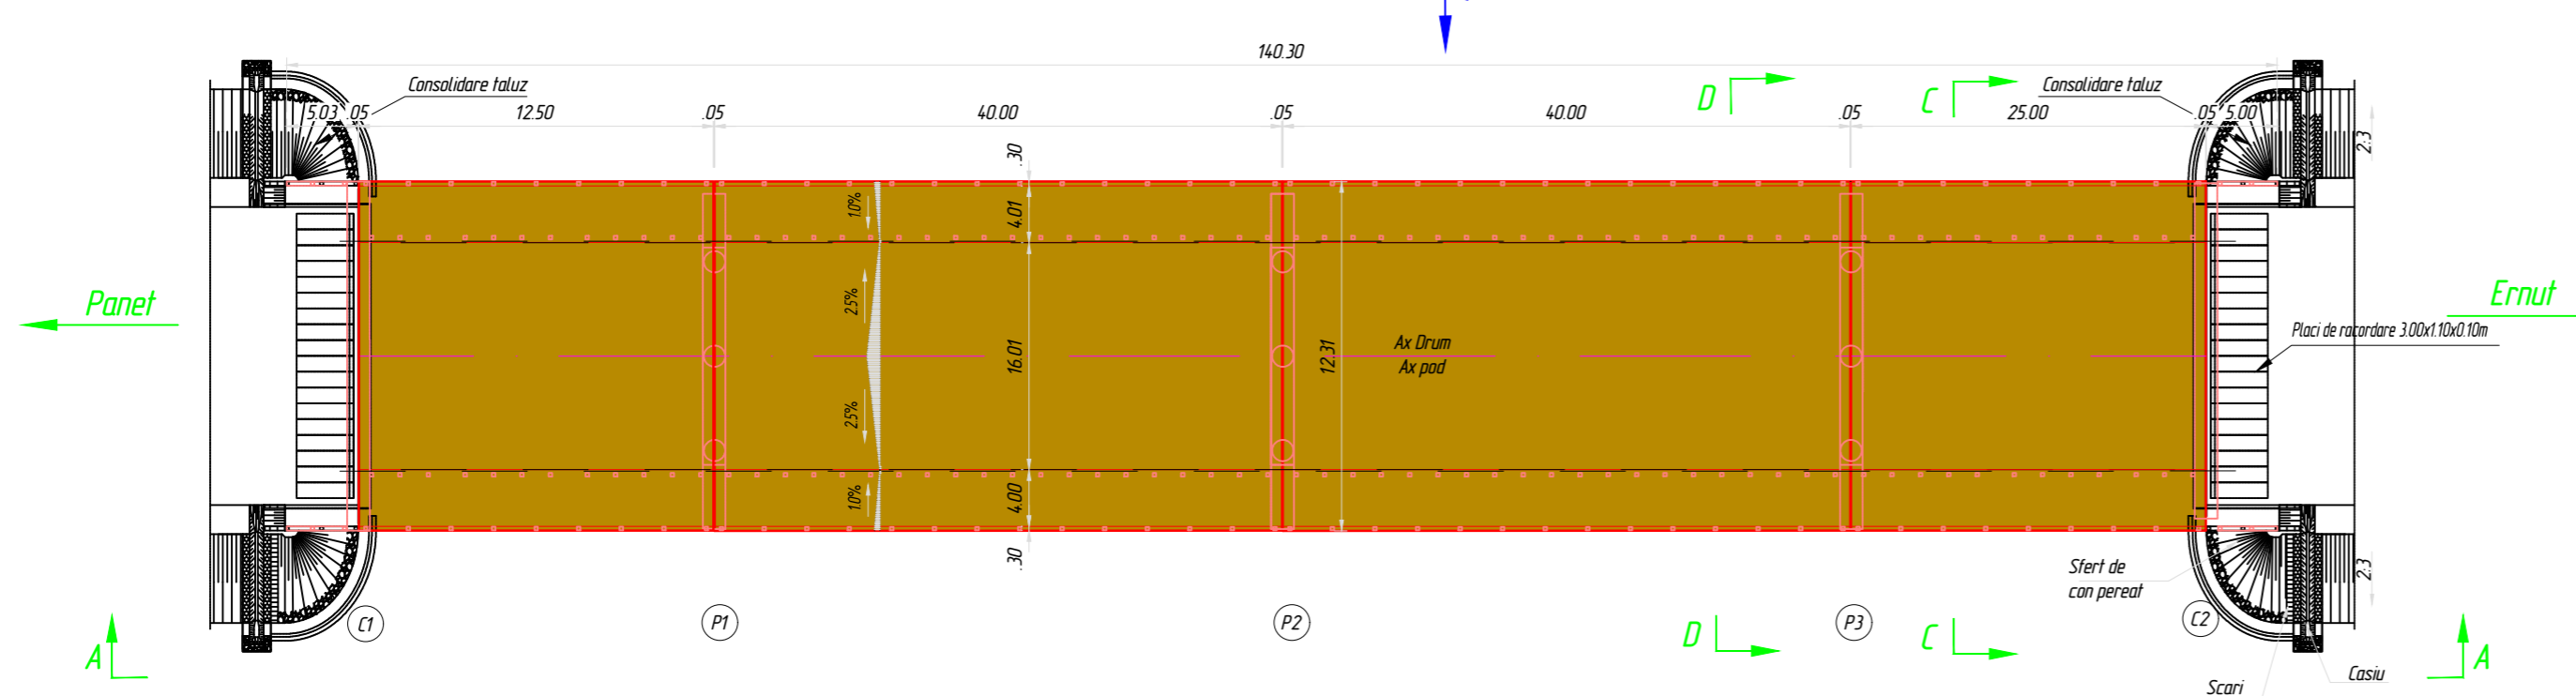 140.30
Consolidare taluz
Consolidare taluz
D
C
5.03 .05 12.50 .05 40.00 .05 40.00 .05 25.00 .05 5.00
2:3
.30
1.0%
4.01
Panet
Ernut
2.5%
Placi de racordare 3.00x1.10x0.10m
16.01
12.31
Ax Drum
Ax pod
2.5%
1.0%
4.00
.30
Sfert de
con pereat
2:3
C1
P1
P2
P3
C2
D
C
A
A
Casiu
Scari